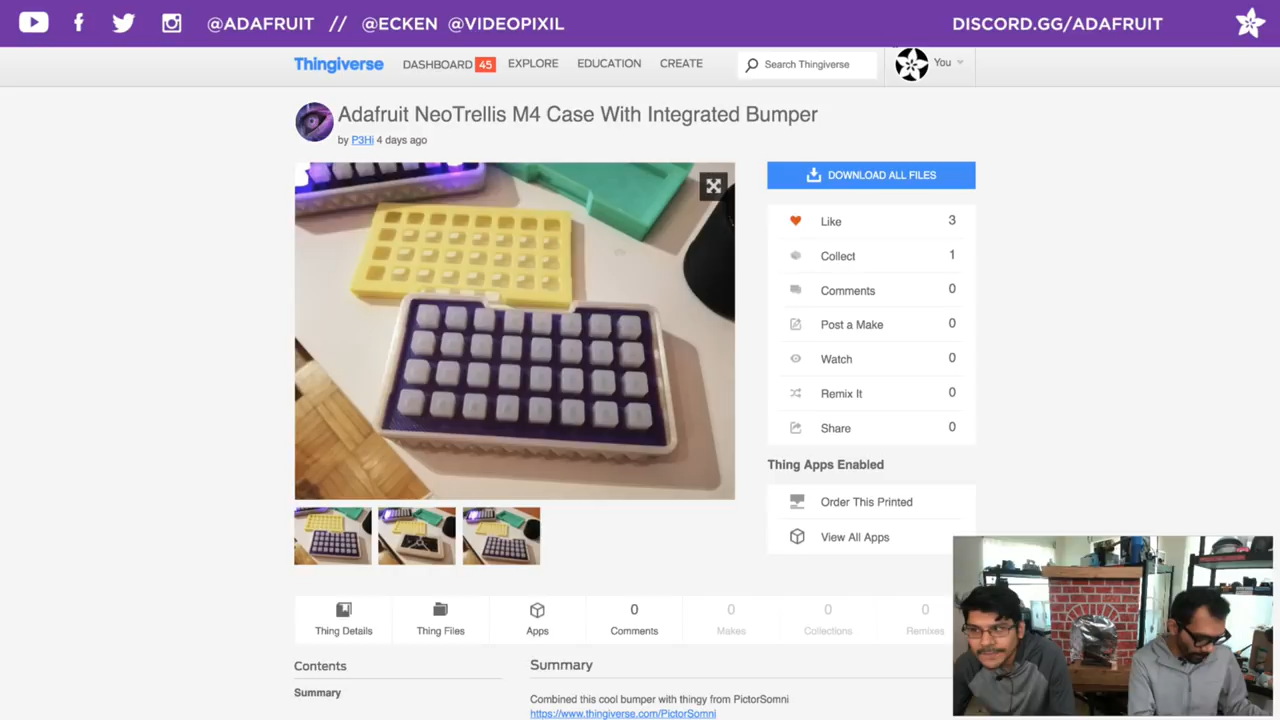 @ADAFRUIT // @ECKEN @VIDEOPIXIL
DISCORD.GG/ADAFRUIT
Thingiverse DASHBOARD 45 EXPLORE EDUCATION CREATE Search Thingiverse You
Adafruit NeoTrellis M4 Case With Integrated Bumper
by P3Hi 4 days ago
DOWNLOAD ALL FILES
Like 3
Collect 1
Comments 0
Post a Make 0
Watch 0
Remix It 0
Share 0
Thing Apps Enabled
Order This Printed
View All Apps
0 0 0 0
Thing Details Thing Files Apps Comments Makes Collections Remixes
Contents
Summary
Summary
Combined this cool bumper with thingy from PictorSomni
https://www.thingiverse.com/PictorSomni